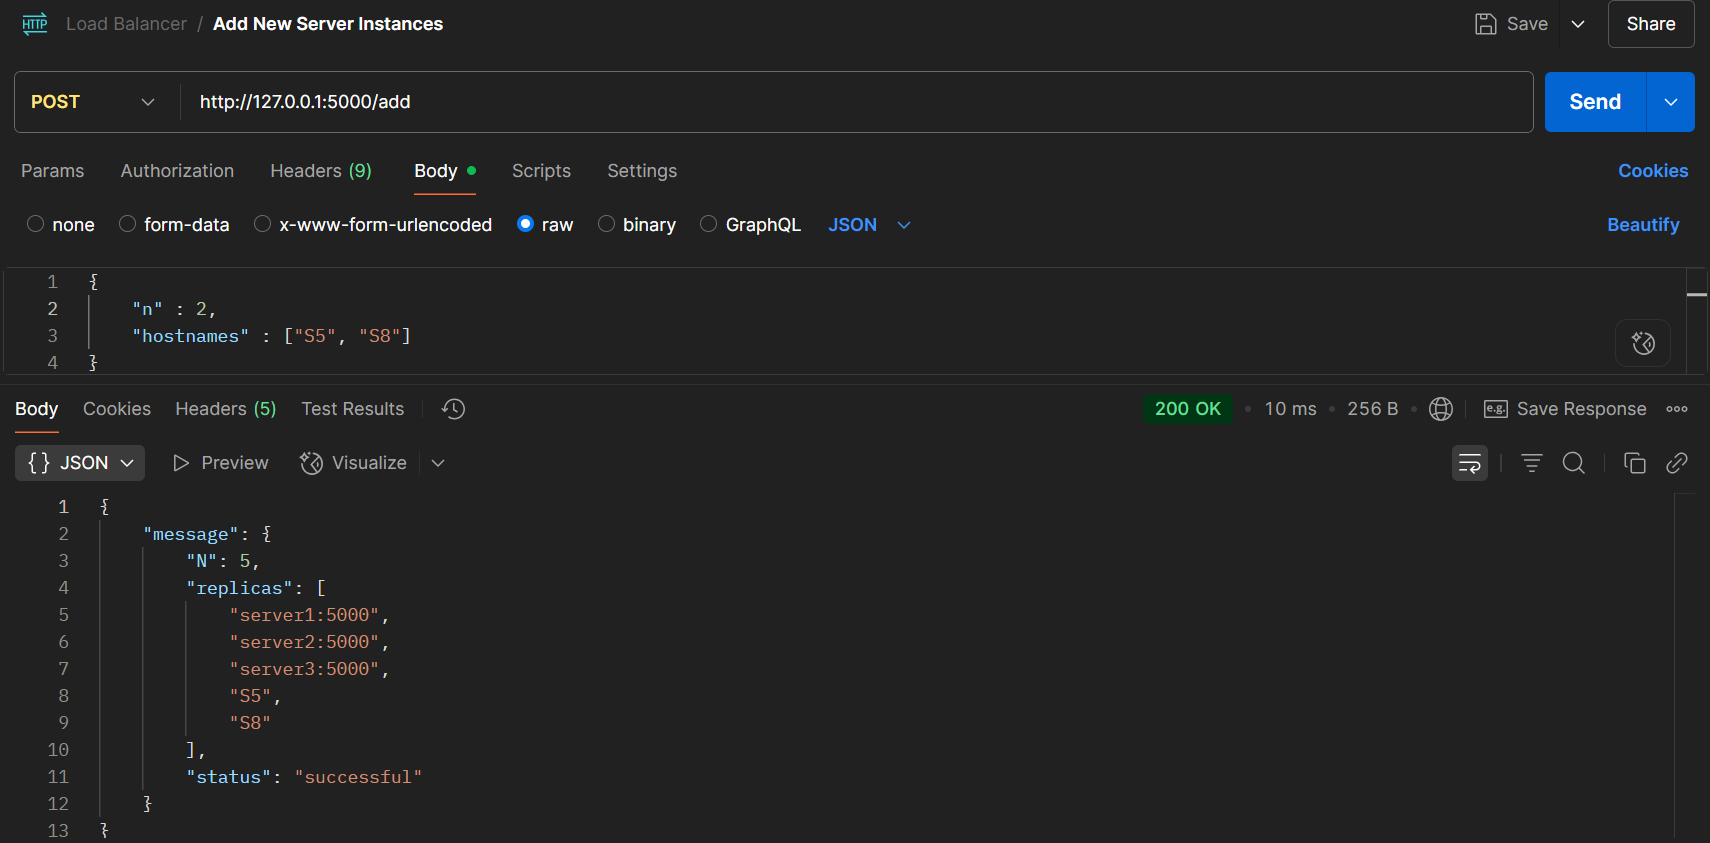 HTTP Load Balancer / Add New Server Instances Save Share
POST http://127.0.0.1:5000/add Send
Params Authorization Headers (9) Body Scripts Settings Cookies
none form-data x-www-form-urlencoded raw binary GraphQL JSON Beautify
1 {
2 "n" : 2,
3 "hostnames" : ["S5", "S8"]
4 }
Body Cookies Headers (5) Test Results 200 OK • 10 ms • 256 B • e.g. Save Response
{} JSON Preview Visualize
1 {
2 "message": {
3 "N": 5,
4 "replicas": [
5 "server1:5000",
6 "server2:5000",
7 "server3:5000",
8 "S5",
9 "S8"
10 ],
11 "status": "successful"
12 }
13 }